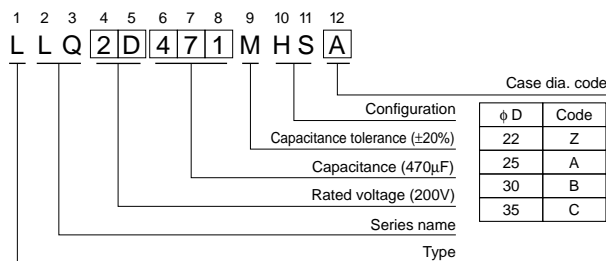 1 2 3 4 5 6 7 8 9 10 11 12
L L Q 2 D 4 7 1 M H S A
Case dia. code
Configuration
Capacitance tolerance (±20%)
Capacitance (470μF)
Rated voltage (200V)
Series name
Type
ϕ D Code
22 Z
25 A
30 B
35 C